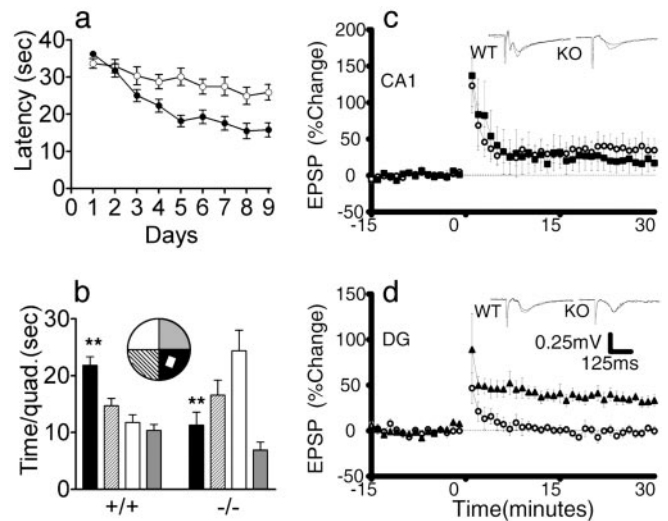 a
Latency (sec)
40
30
20
10
0
0 1 2 3 4 5 6 7 8 9
Days
b
Time/quad.(sec)
30
20
10
0
**
**
+/+
-/-
c
EPSP (%Change)
200
150
100
50
0
-50
CA1
WT
KO
-15
0
15
30
d
EPSP (%Change)
150
100
50
0
-50
DG
WT
KO
0.25mV
125ms
-15
0
15
30
Time(minutes)